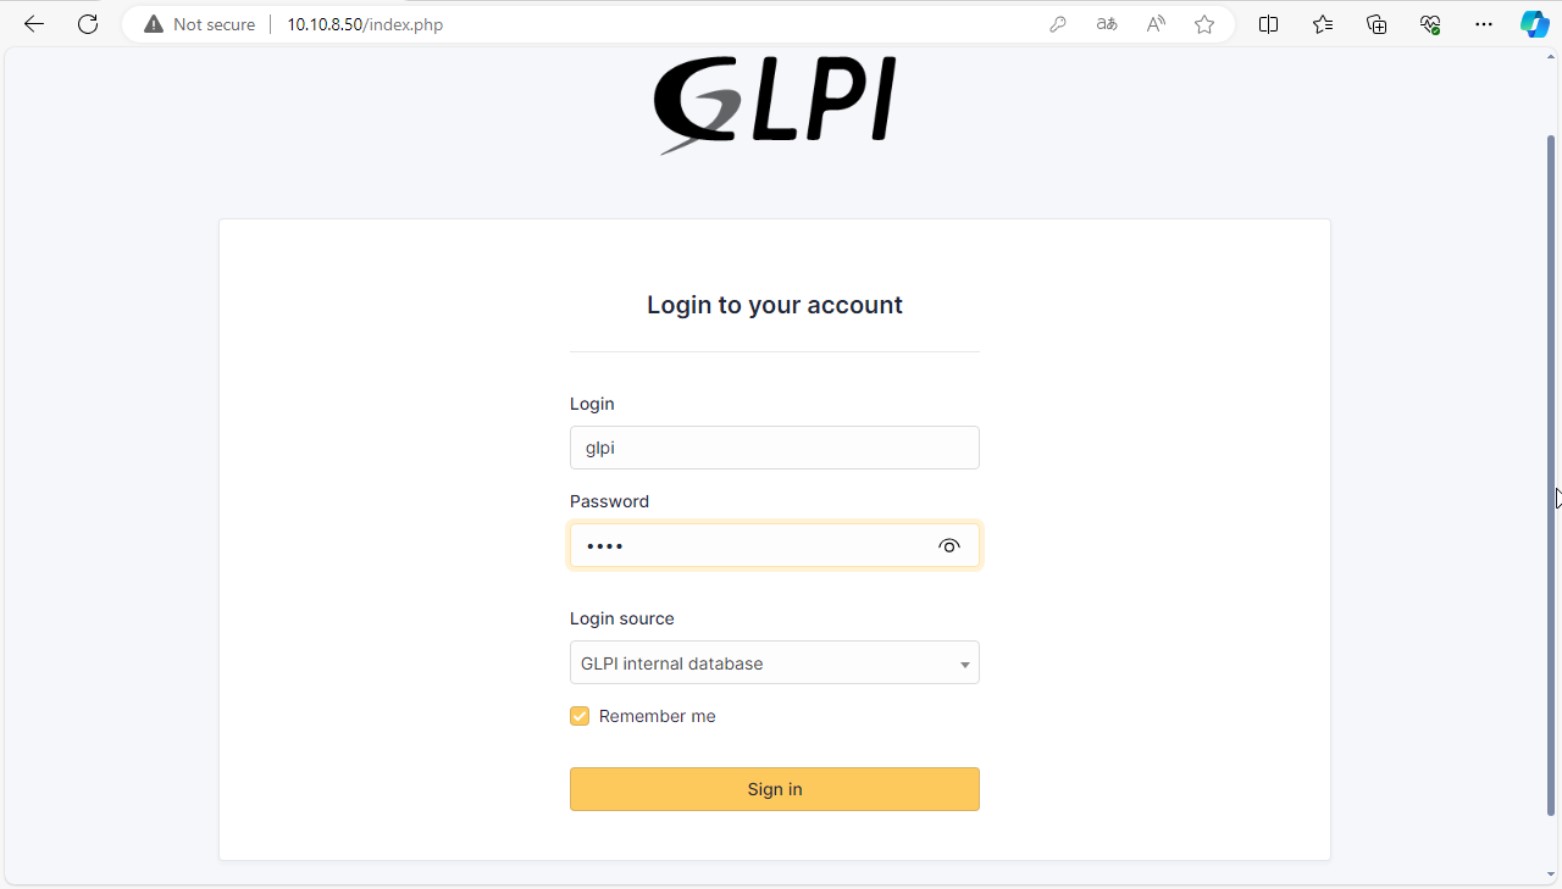 Not secure | 10.10.8.50/index.php
GLPI
Login to your account
Login
glpi
Password
••••
Login source
GLPI internal database
Remember me
Sign in